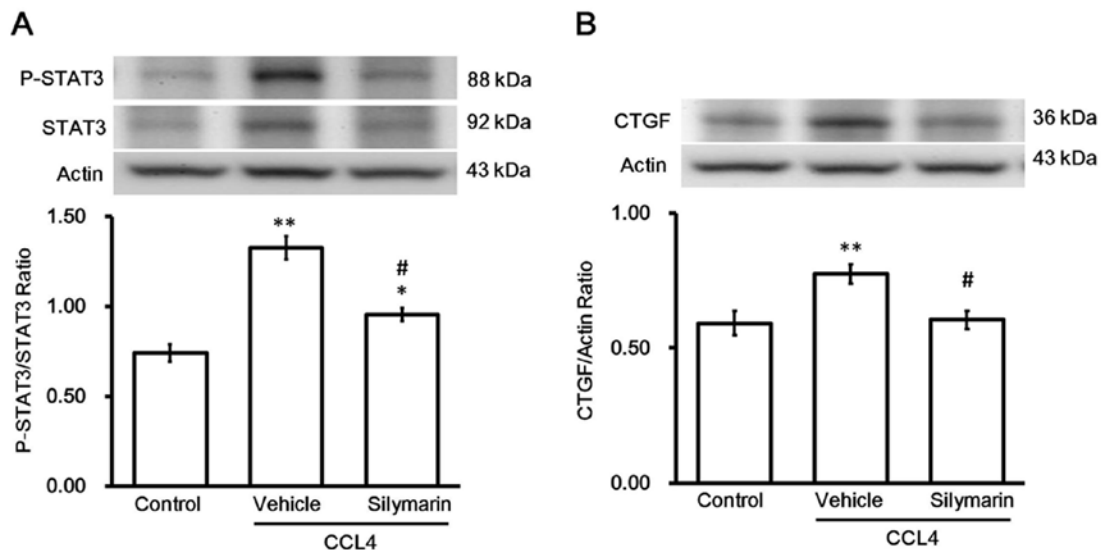 A
P-STAT3
88 kDa
STAT3
92 kDa
Actin
43 kDa
P-STAT3/STAT3 Ratio
1.50
1.00
0.50
0.00
**
#
*
Control
Vehicle
Silymarin
CCL4
B
CTGF
36 kDa
Actin
43 kDa
CTGF/Actin Ratio
1.00
0.50
0.00
**
#
Control
Vehicle
Silymarin
CCL4